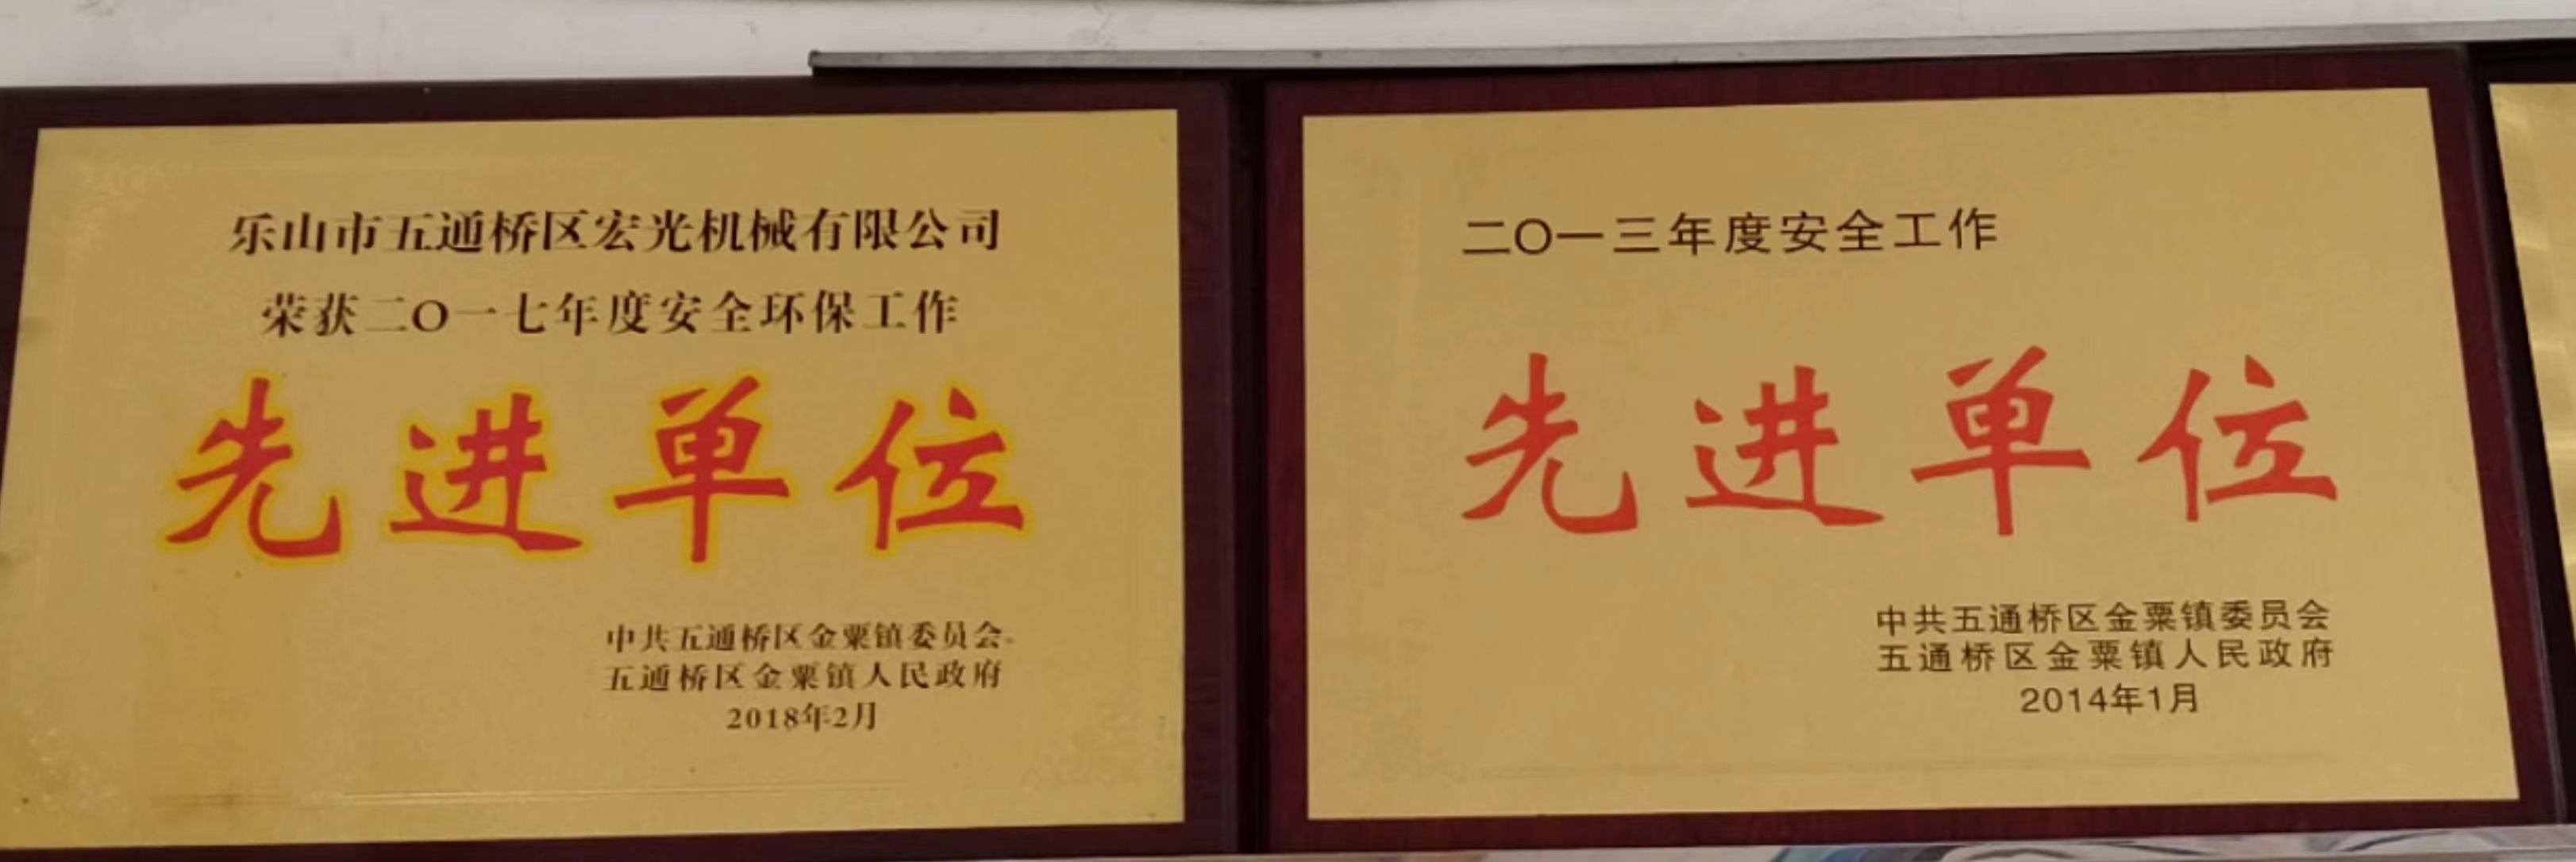 乐山市五通桥区宏光机械有限公司
荣获二〇一七年度安全环保工作
先进单位
中共五通桥区金粟镇委员会
五通桥区金粟镇人民政府
2018年2月
二〇一三年度安全工作
先进单位
中共五通桥区金粟镇委员会
五通桥区金粟镇人民政府
2014年1月